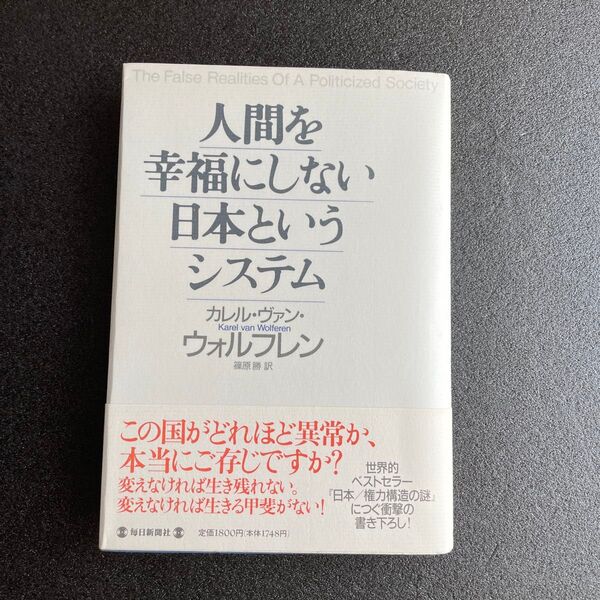 The False Realities Of A Politicized Society
人間を
幸福にしない
日本という
システム
カレル・ヴァン・
Karel van Wolferen
ウォルフレン
篠原 勝 訳
この国がどれほど異常か、
本当にご存じですか?
変えなければ生き残れない。
変えなければ生きる甲斐がない!
世界的
ベストセラー
『日本/権力構造の謎』
につぐ衝撃の
書き下ろし!
毎日新聞社
定価1800円(本体1748円)